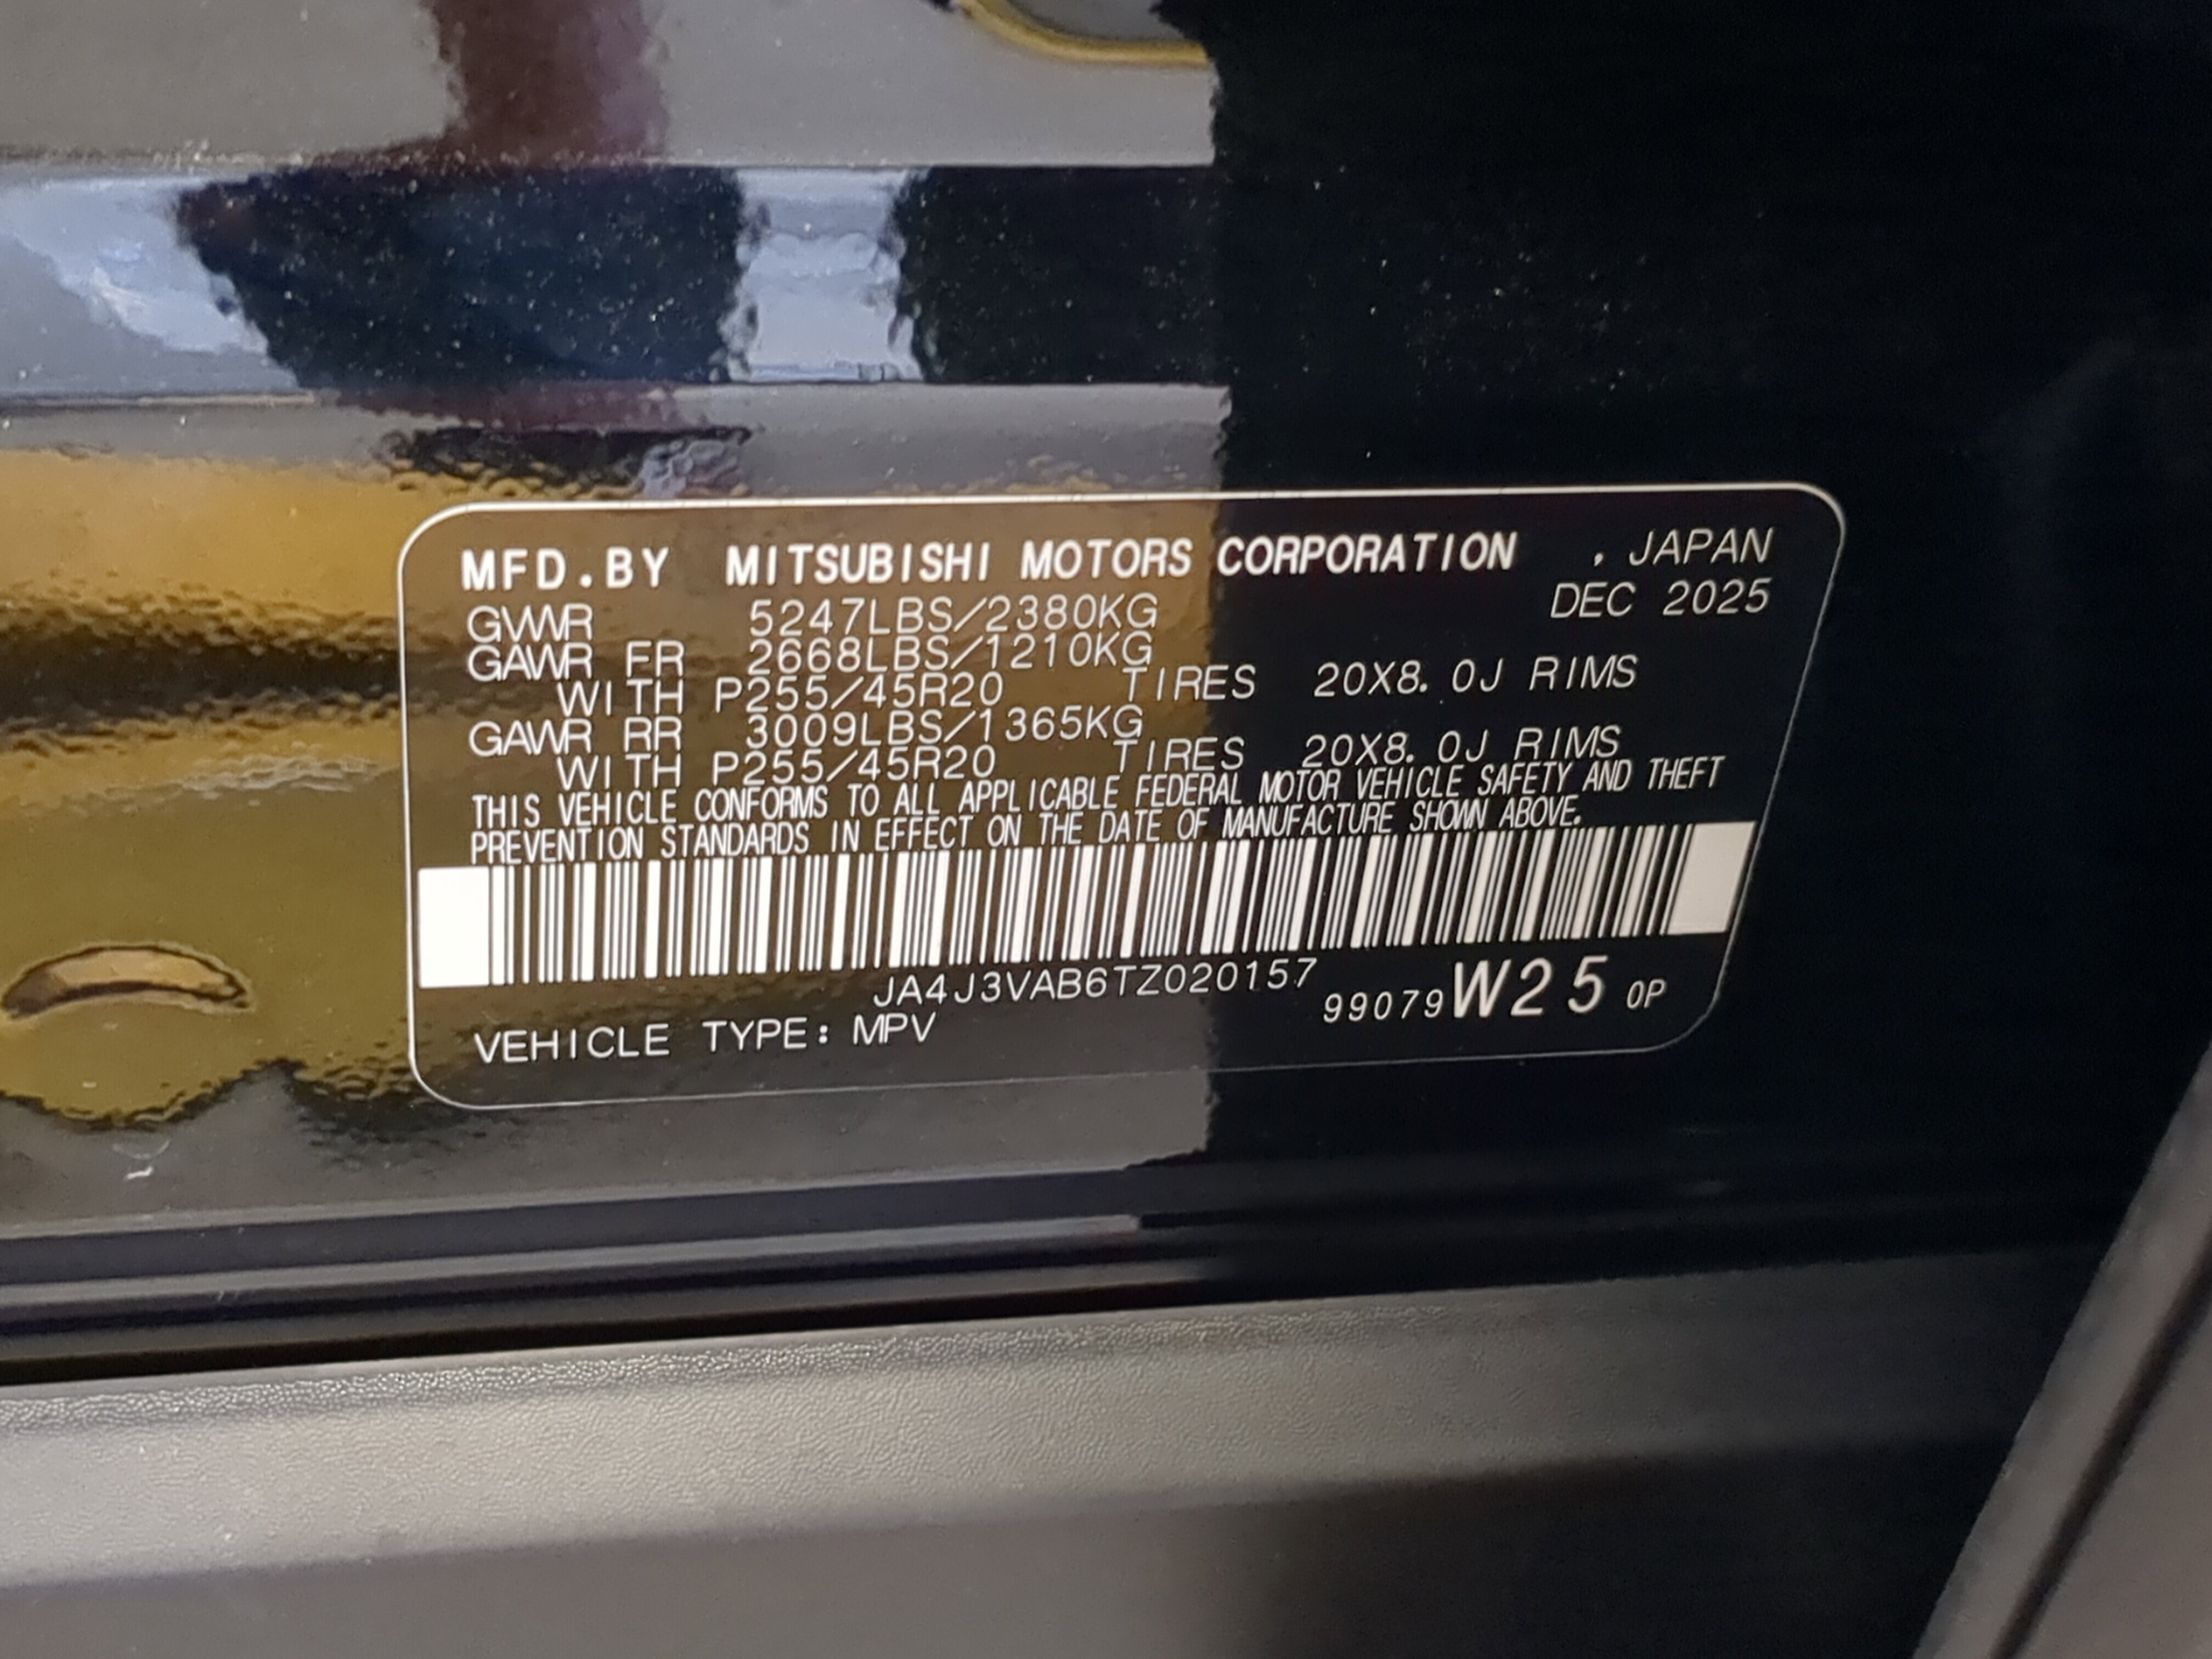 MFD.BY MITSUBISHI MOTORS CORPORATION , JAPAN
DEC 2025
GVWR 5247LBS/2380KG
GAWR FR 2668LBS/1210KG
WITH P255/45R20 TIRES 20X8.0J RIMS
GAWR RR 3009LBS/1365KG
WITH P255/45R20 TIRES 20X8.0J RIMS
THIS VEHICLE CONFORMS TO ALL APPLICABLE FEDERAL MOTOR VEHICLE SAFETY AND THEFT
PREVENTION STANDARDS IN EFFECT ON THE DATE OF MANUFACTURE SHOWN ABOVE.
JA4J3VAB6TZ020157
99079W25 0P
VEHICLE TYPE: MPV